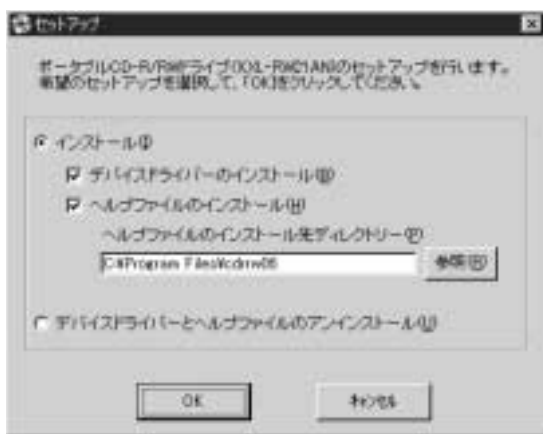 セットアップ
ポータブルCD-R/RWドライブ(KXL-RW21AN)のセットアップを行います。
希望のセットアップを選択して、「OK」をクリックしてください。
インストール(I)
デバイスドライバーのインストール(D)
ヘルプファイルのインストール(H)
ヘルプファイルのインストール先ディレクトリー(P)
C:¥Program Files¥cdrrw06
参照(R)
デバイスドライバーとヘルプファイルのアンインストール(U)
OK
キャンセル